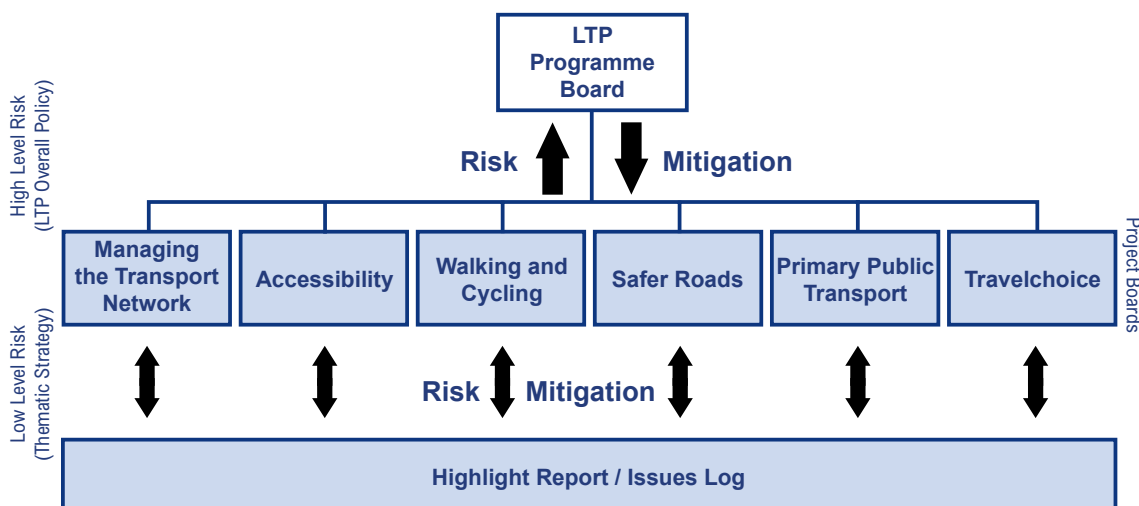 LTP
Programme
Board
High Level Risk
(LTP Overall Policy)
Risk
Mitigation
Managing
the Transport
Network
Accessibility
Walking and
Cycling
Safer Roads
Primary Public
Transport
Travelchoice
Project Boards
Low Level Risk
(Thematic Strategy)
Risk
Mitigation
Highlight Report / Issues Log